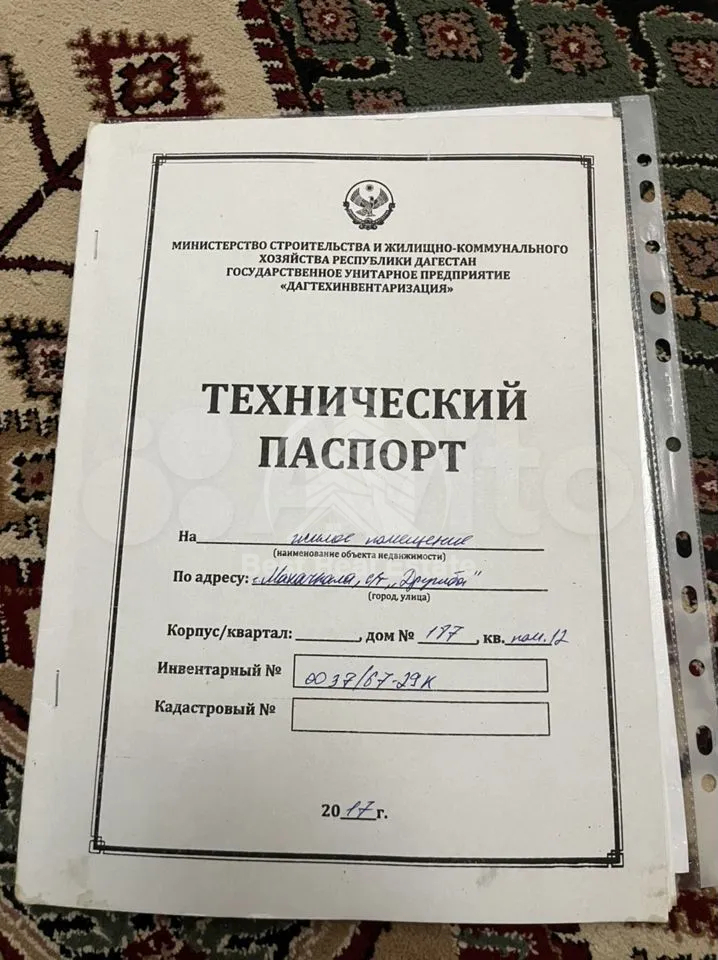 МИНИСТЕРСТВО СТРОИТЕЛЬСТВА И ЖИЛИЩНО-КОММУНАЛЬНОГО
ХОЗЯЙСТВА РЕСПУБЛИКИ ДАГЕСТАН
ГОСУДАРСТВЕННОЕ УНИТАРНОЕ ПРЕДПРИЯТИЕ
«ДАГТЕХИНВЕНТАРИЗАЦИЯ»
ТЕХНИЧЕСКИЙ
ПАСПОРТ
Avito
На жилое помещение
(наименование объекта недвижимости)
По адресу: г. Махачкала, с/т „Дружба"
(город, улица)
Корпус/квартал: , дом № 177 , кв. пом.12
Инвентарный № 0037/67-29к
Кадастровый №
2017 г.